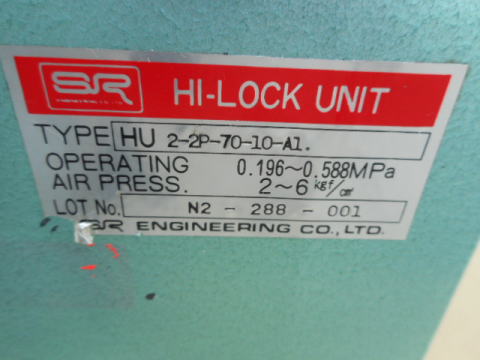 SR HI-LOCK UNIT
TYPE HU 2-2P-70-10-A1.
OPERATING AIR PRESS. 0.196~0.588MPa
2~6 kgf/cm²
LOT No. N2 - 288 - 001
SR ENGINEERING CO., LTD.